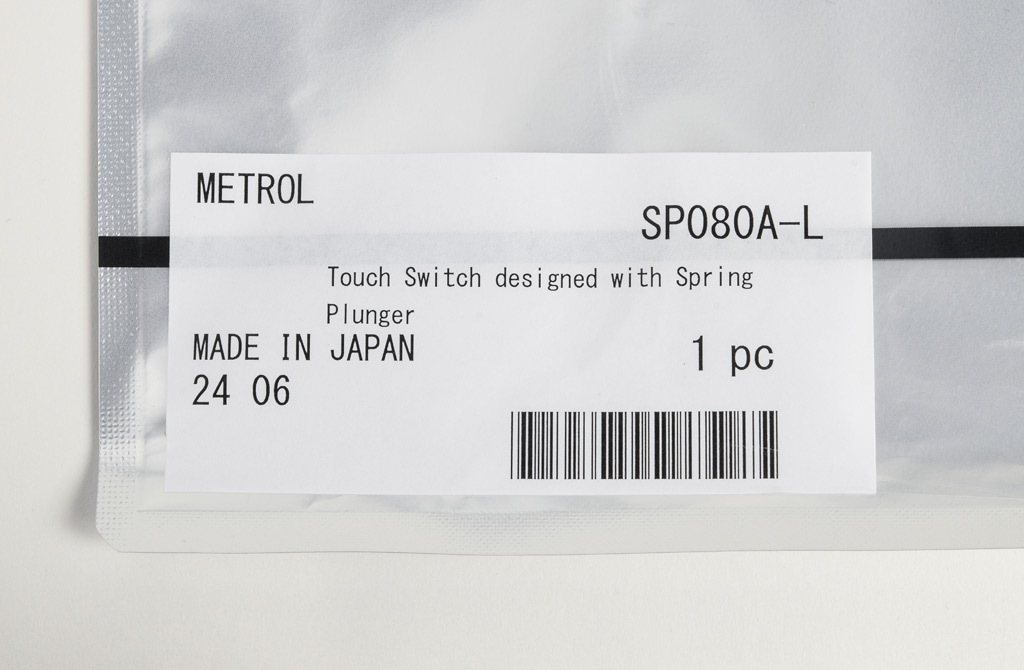 METROL
SP080A-L
Touch Switch designed with Spring
Plunger
MADE IN JAPAN
1 pc
24 06